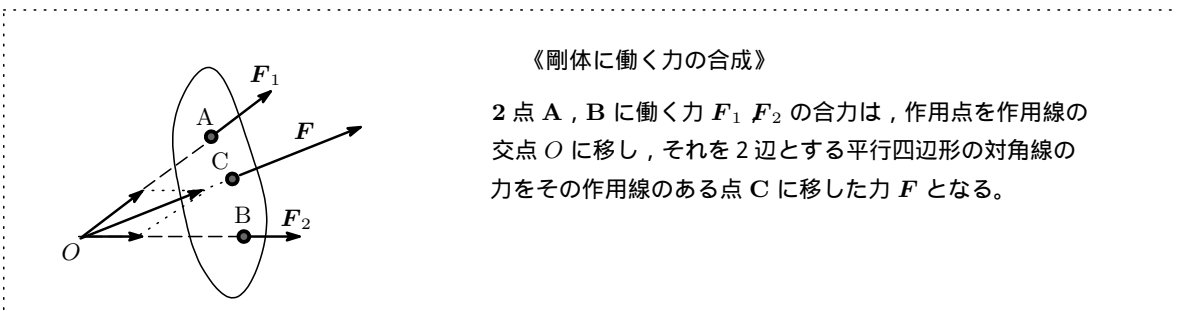 《剛体に働く力の合成》
2 点 A , B に働く力 F1 , F2 の合力は , 作用点を作用線の
交点 O に移し , それを 2 辺とする平行四辺形の対角線の
力をその作用線のある点 C に移した力 F となる。
F1
A
F
C
B
F2
O